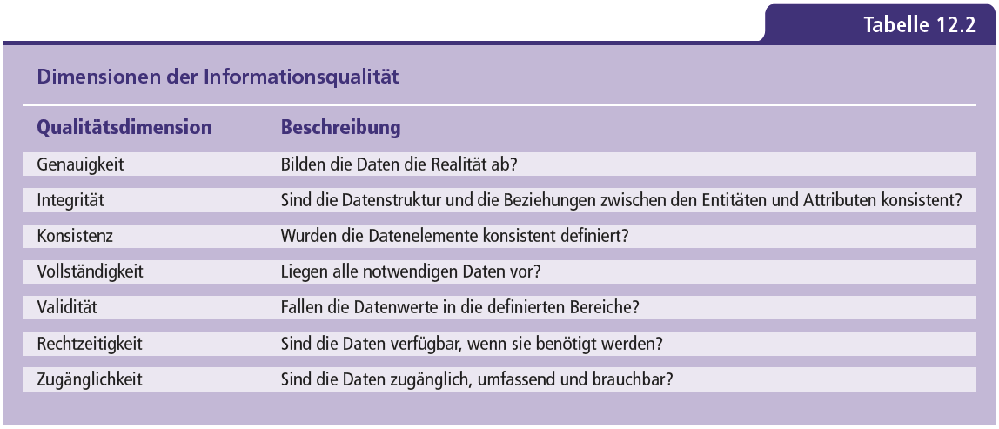 Tabelle 12.2
Dimensionen der Informationsqualität
Qualitätsdimension Beschreibung
Genauigkeit Bilden die Daten die Realität ab?
Integrität Sind die Datenstruktur und die Beziehungen zwischen den Entitäten und Attributen konsistent?
Konsistenz Wurden die Datenelemente konsistent definiert?
Vollständigkeit Liegen alle notwendigen Daten vor?
Validität Fallen die Datenwerte in die definierten Bereiche?
Rechtzeitigkeit Sind die Daten verfügbar, wenn sie benötigt werden?
Zugänglichkeit Sind die Daten zugänglich, umfassend und brauchbar?